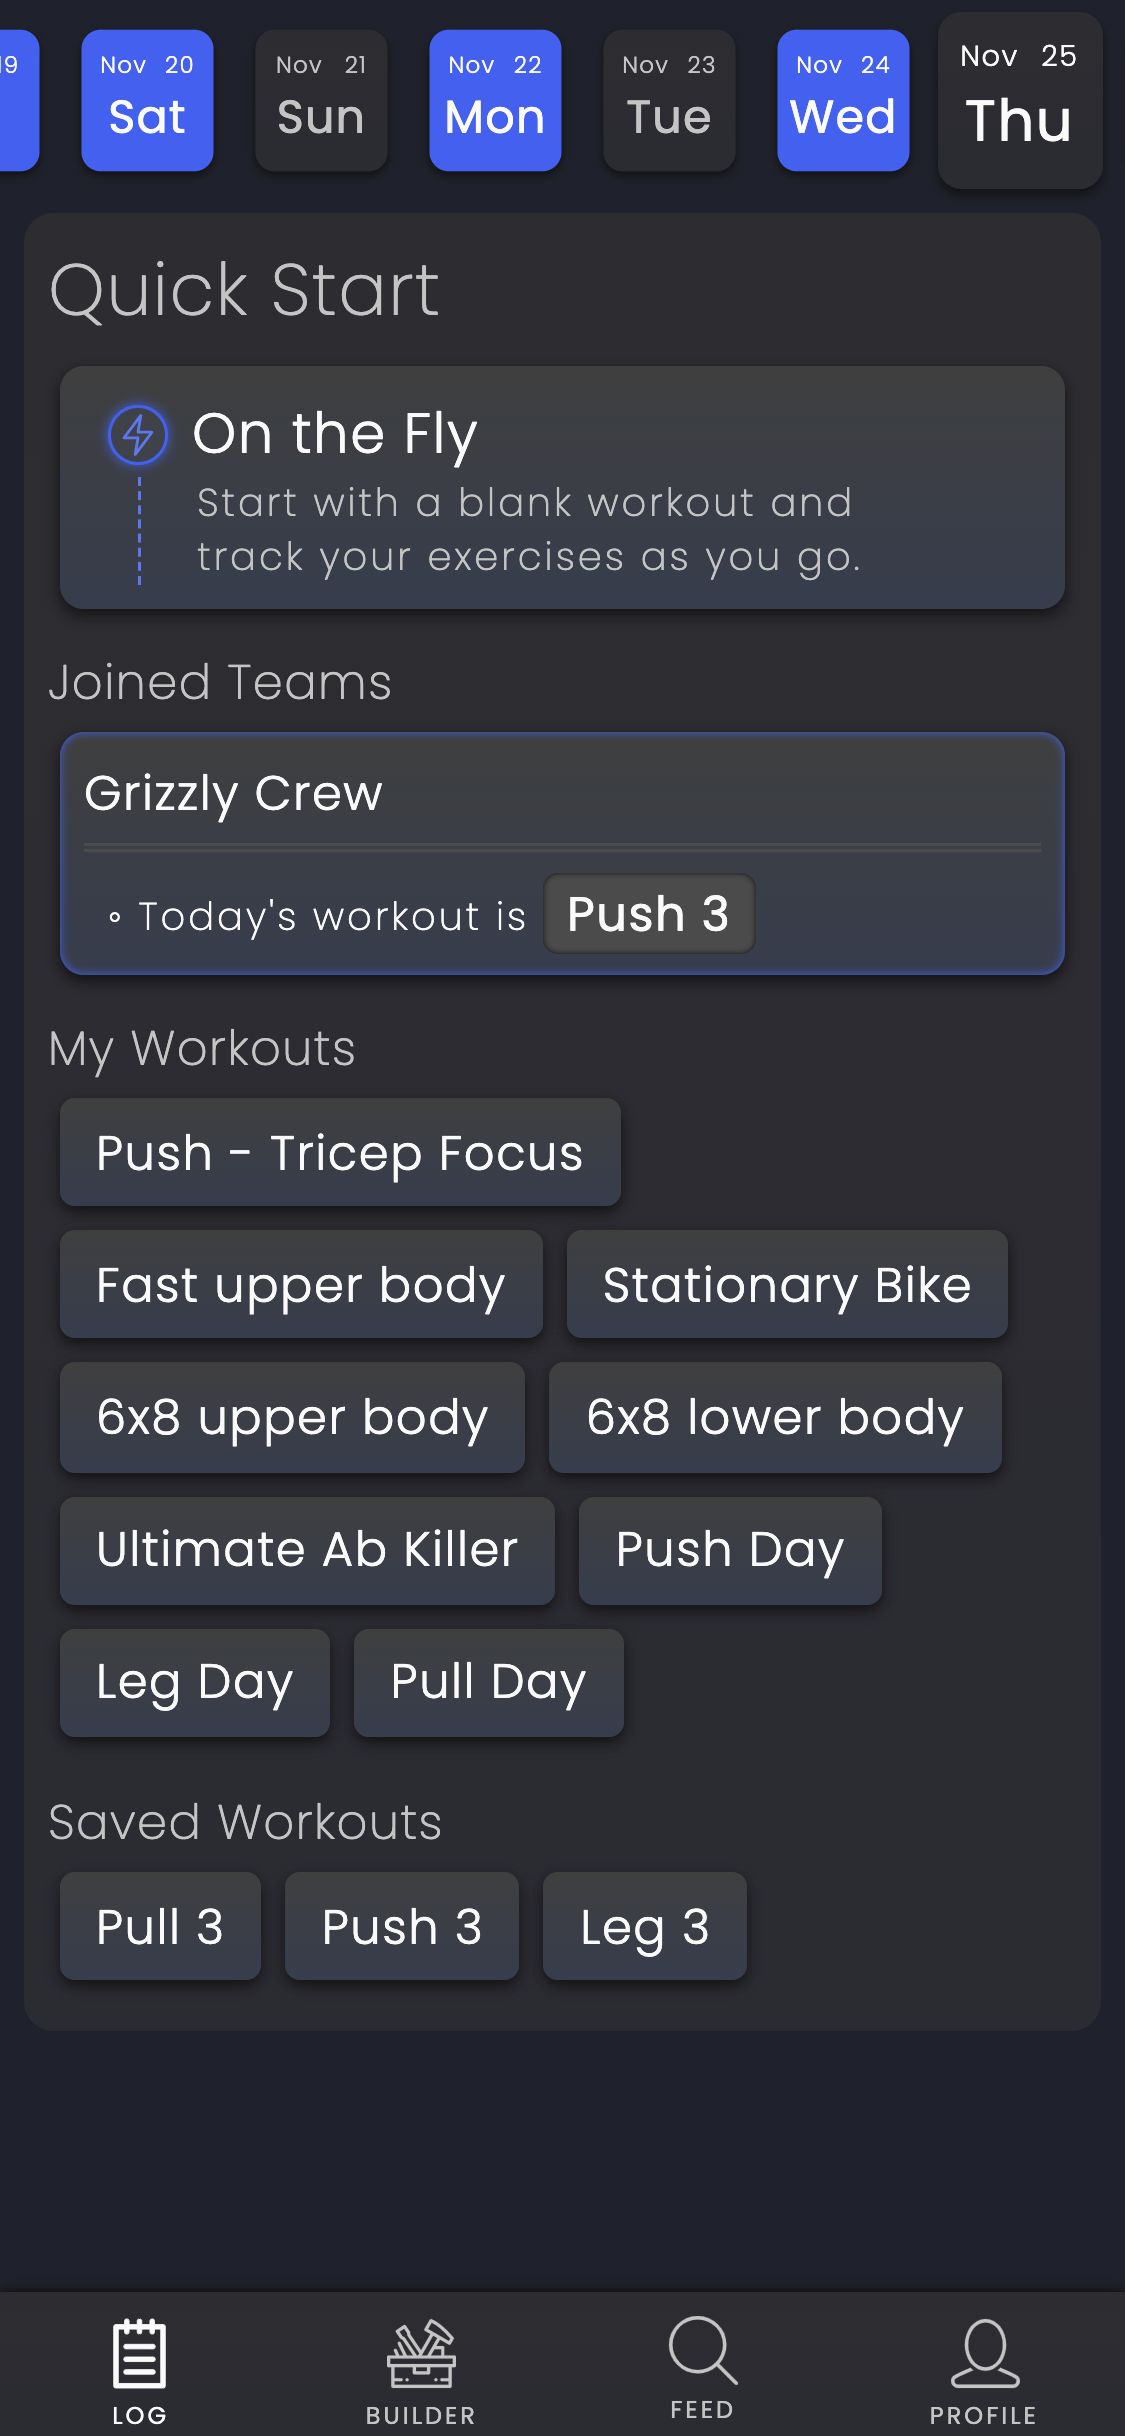 19 Nov 20 Nov 21 Nov 22 Nov 23 Nov 24 Nov 25
Sat Sun Mon Tue Wed Thu
Quick Start
On the Fly
Start with a blank workout and
track your exercises as you go.
Joined Teams
Grizzly Crew
◦ Today's workout is Push 3
My Workouts
Push - Tricep Focus
Fast upper body Stationary Bike
6x8 upper body 6x8 lower body
Ultimate Ab Killer Push Day
Leg Day Pull Day
Saved Workouts
Pull 3 Push 3 Leg 3
LOG BUILDER FEED PROFILE